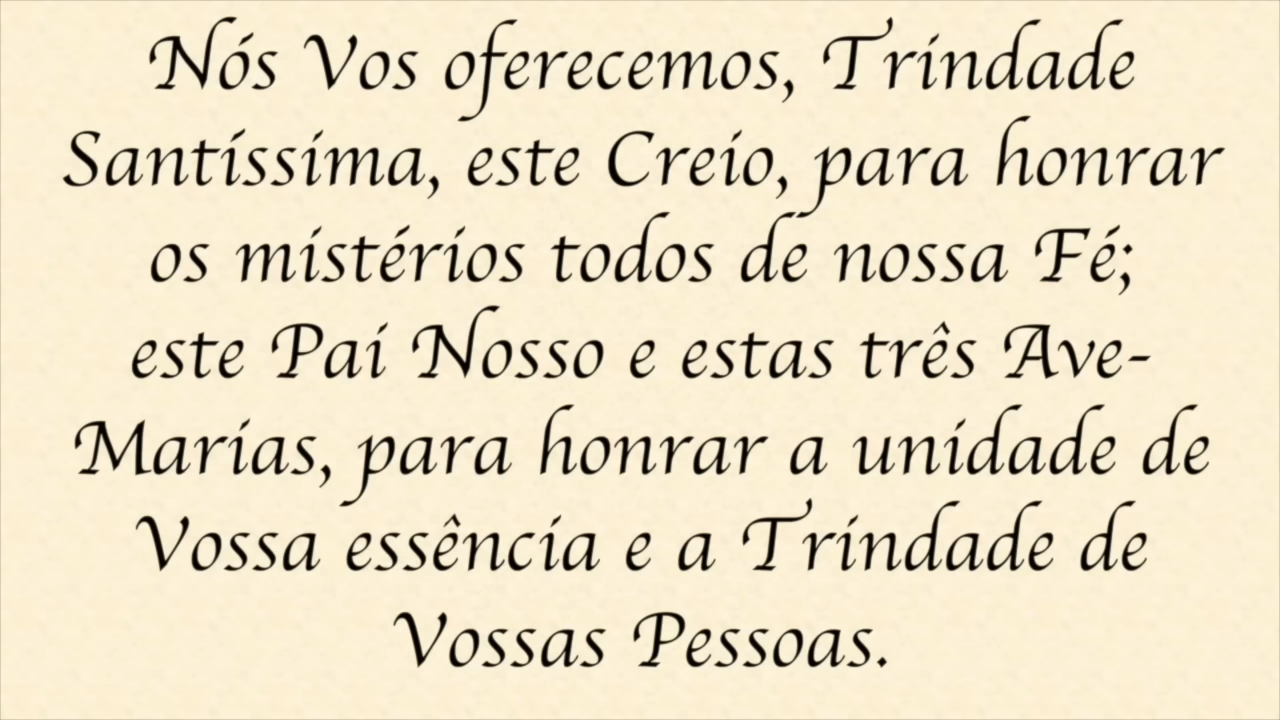 Nós Vos oferecemos, Trindade
Santíssima, este Creio, para honrar
os mistérios todos de nossa Fé;
este Pai Nosso e estas três Ave-
Marias, para honrar a unidade de
Vossa essência e a Trindade de
Vossas Pessoas.